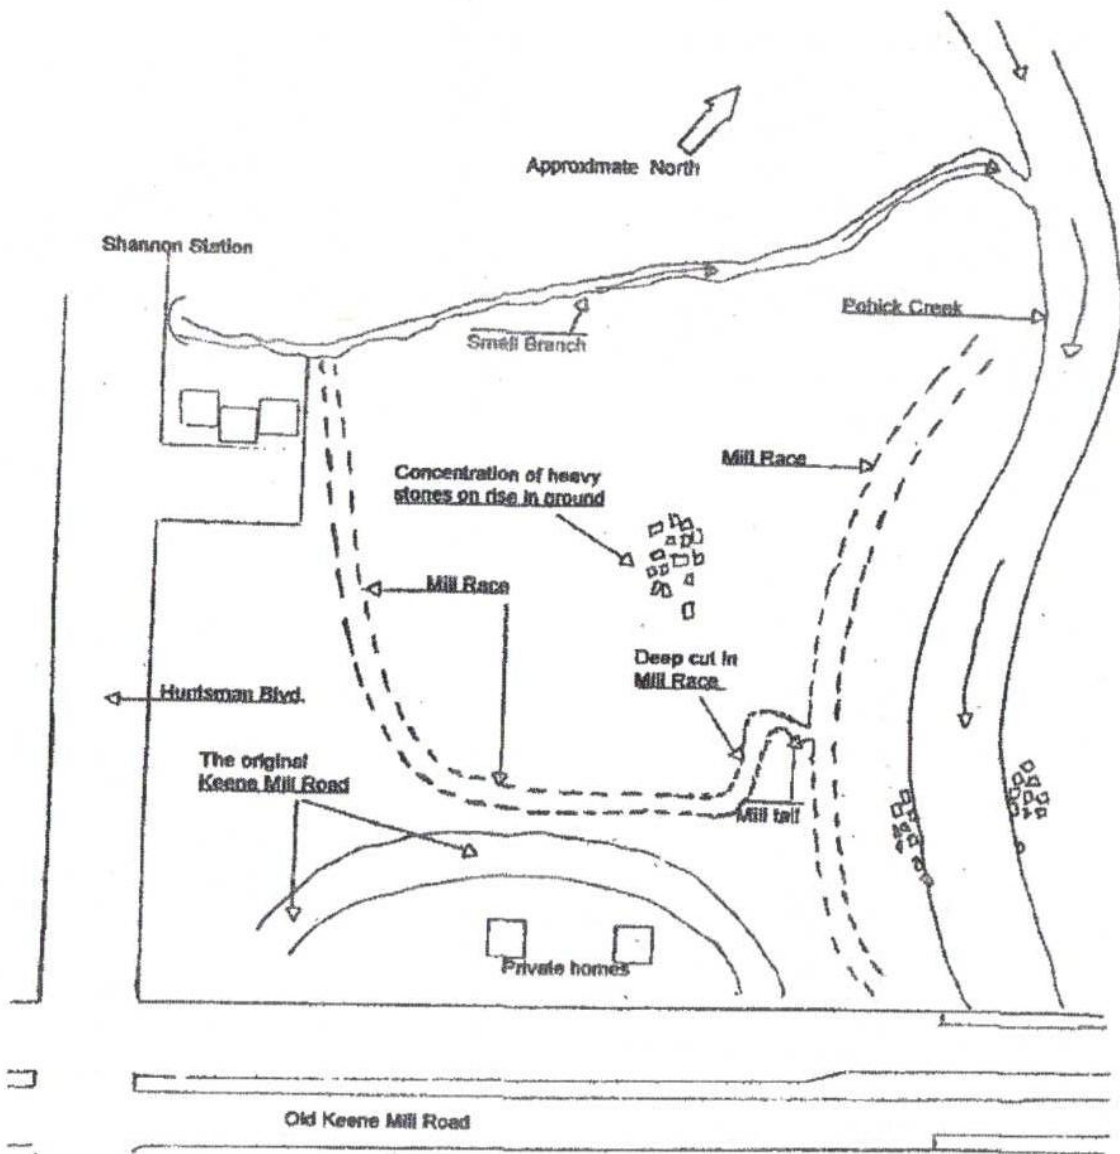 Approximate North
Shannon Station
Pohick Creek
Small Branch
Mill Race
Concentration of heavy
stones on rise in ground
Mill Race
Deep cut in
Mill Race
Huntsman Blvd.
The original
Keene Mill Road
Mill tail
Private homes
Old Keene Mill Road